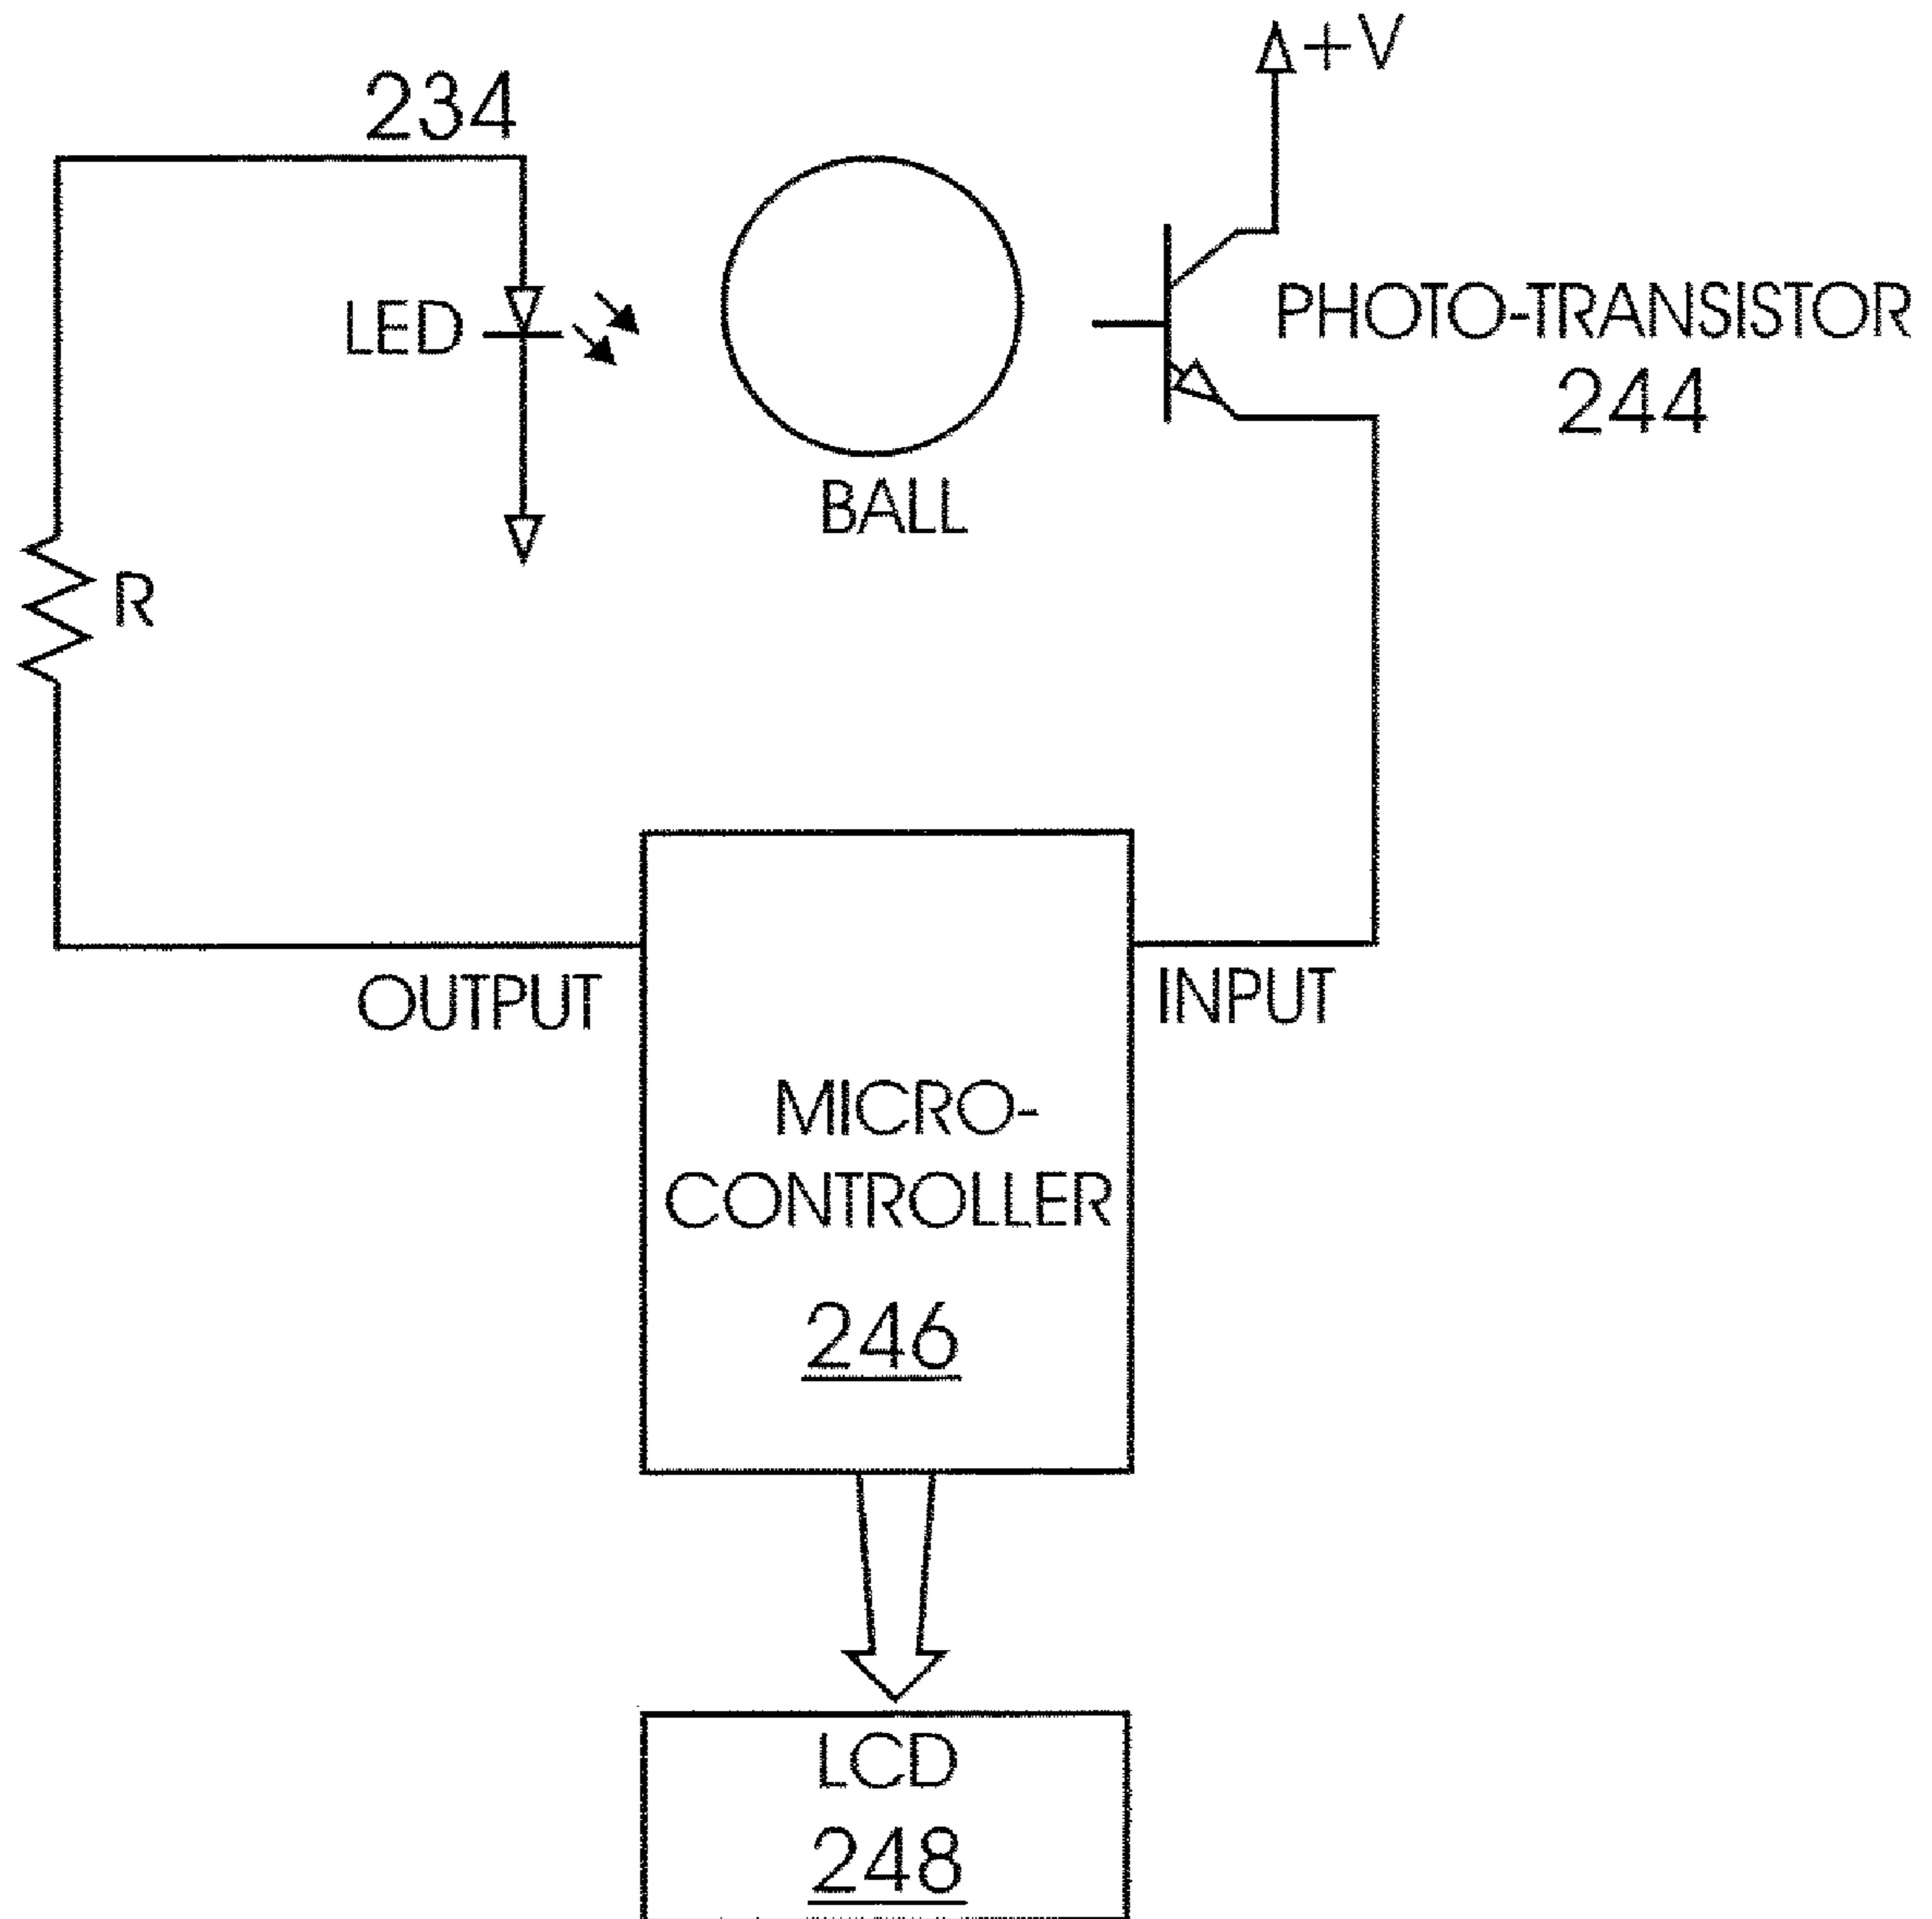 +V
234
LED
PHOTO-TRANSISTOR
244
BALL
R
OUTPUT
INPUT
MICRO-
CONTROLLER
246
LCD
248